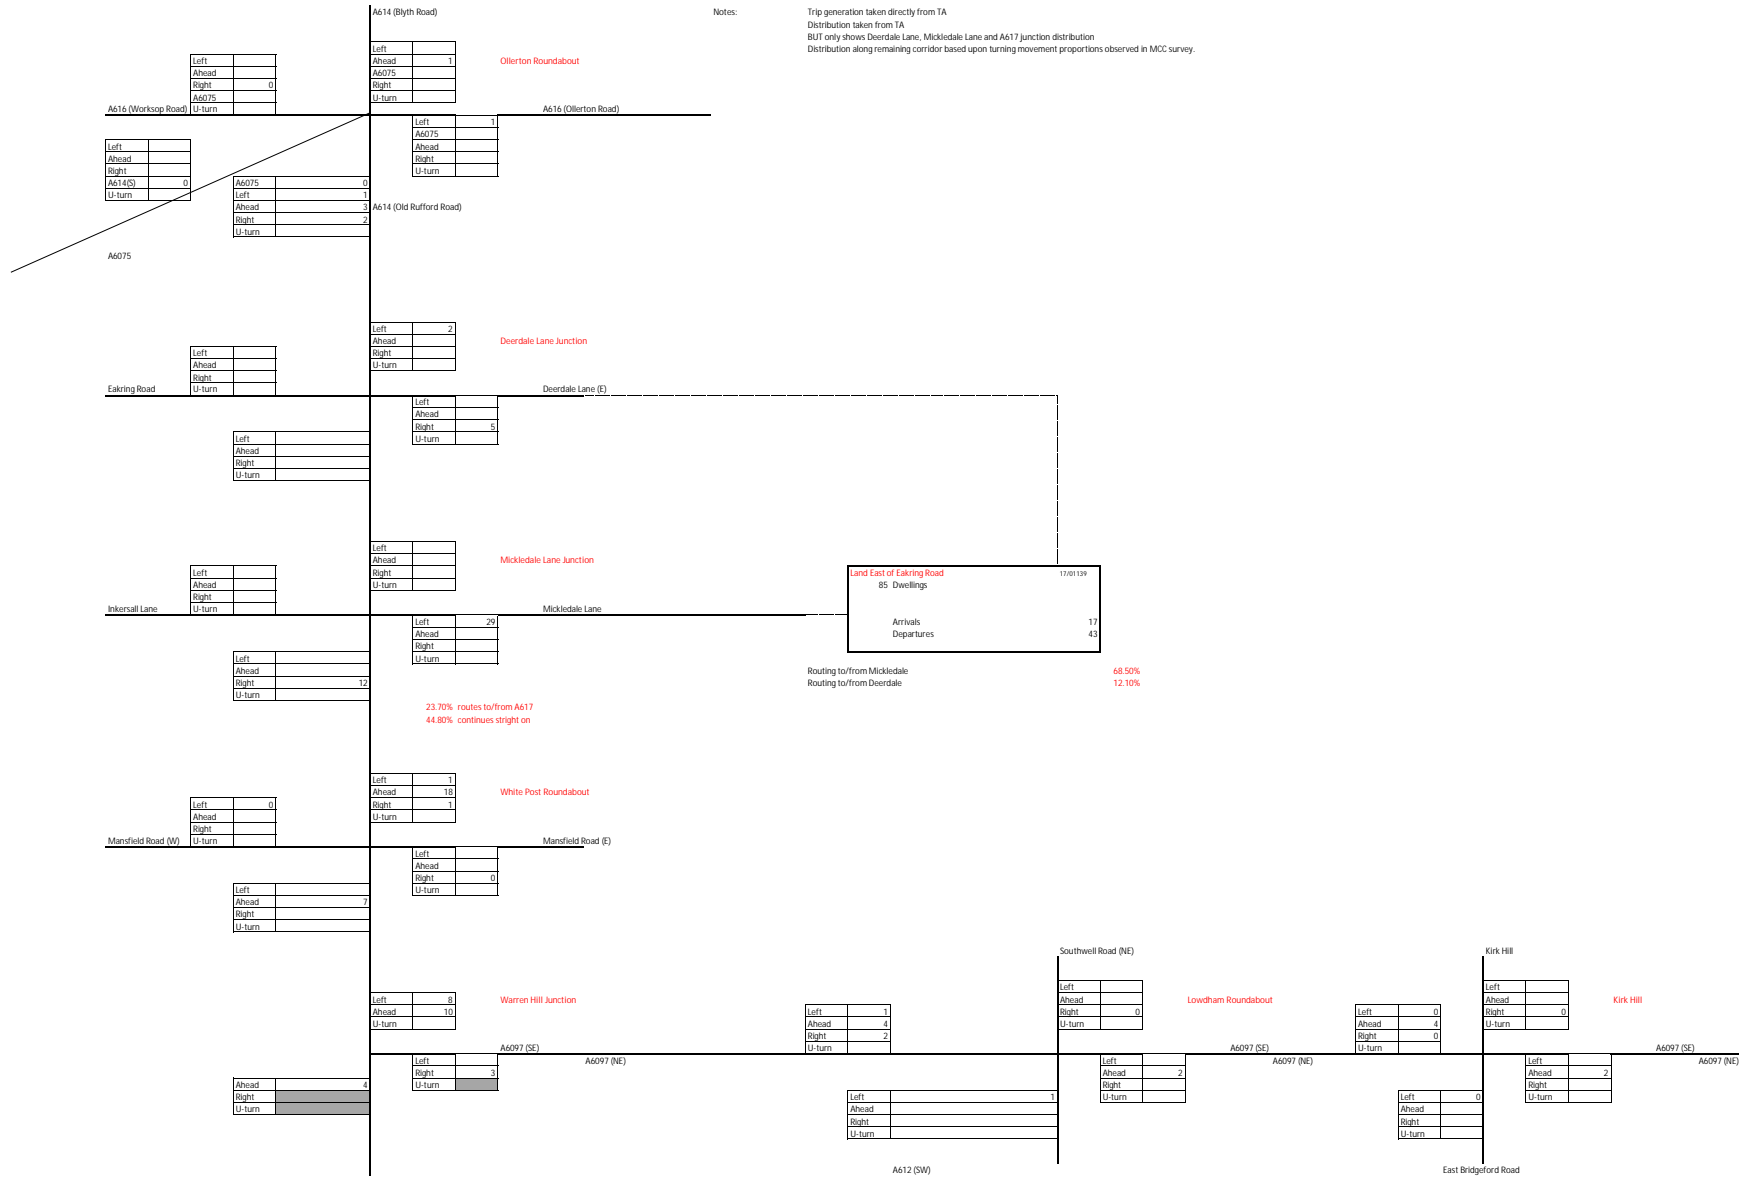 A614 (Blyth Road)
Notes: Trip generation taken directly from TA
Distribution taken from TA
BUT only shows Deerdale Lane, Mickledale Lane and A617 junction distribution
Distribution along remaining corridor based upon turning movement proportions observed in MCC survey.
Left
Ahead 1
A6075
Right
U-turn
Ollerton Roundabout
Left
Ahead
Right 0
A6075
U-turn
A616 (Worksop Road)
A616 (Ollerton Road)
Left 1
A6075
Ahead
Right
U-turn
Left
Ahead
Right
A614(S) 0
U-turn
A6075 0
Left 1
Ahead 3
Right 2
U-turn
A614 (Old Rufford Road)
A6075
Left 2
Ahead
Right
U-turn
Deerdale Lane Junction
Left
Ahead
Right
U-turn
Eakring Road
Deerdale Lane (E)
Left
Ahead
Right 5
U-turn
Left
Ahead
Right
U-turn
Left
Ahead
Right
U-turn
Mickledale Lane Junction
Left
Ahead
Right
U-turn
Inkersall Lane
Mickledale Lane
Land East of Eakring Road 17/01139
85 Dwellings
Arrivals 17
Departures 43
Left 29
Ahead
Right
U-turn
Left
Ahead
Right 12
U-turn
Routing to/from Mickledale 68.50%
Routing to/from Deerdale 12.10%
23.70% routes to/from A617
44.80% continues stright on
Left 1
Ahead 18
Right 1
U-turn
White Post Roundabout
Left 0
Ahead
Right
U-turn
Mansfield Road (W)
Mansfield Road (E)
Left
Ahead
Right 0
U-turn
Left
Ahead 7
Right
U-turn
Left 8
Ahead 10
U-turn
Warren Hill Junction
A6097 (SE)
A6097 (NE)
Left
Right 3
U-turn
Ahead 4
Right
U-turn
Southwell Road (NE)
Left
Ahead
Right 0
U-turn
Lowdham Roundabout
Left 1
Ahead 4
Right 2
U-turn
A6097 (SE)
A6097 (NE)
Left
Ahead 2
Right
U-turn
Left 1
Ahead
Right
U-turn
A612 (SW)
Kirk Hill
Left
Ahead
Right 0
U-turn
Kirk Hill
Left 0
Ahead 4
Right 0
U-turn
A6097 (SE)
A6097 (NE)
Left
Ahead 2
Right
U-turn
Left 0
Ahead
Right
U-turn
East Bridgeford Road